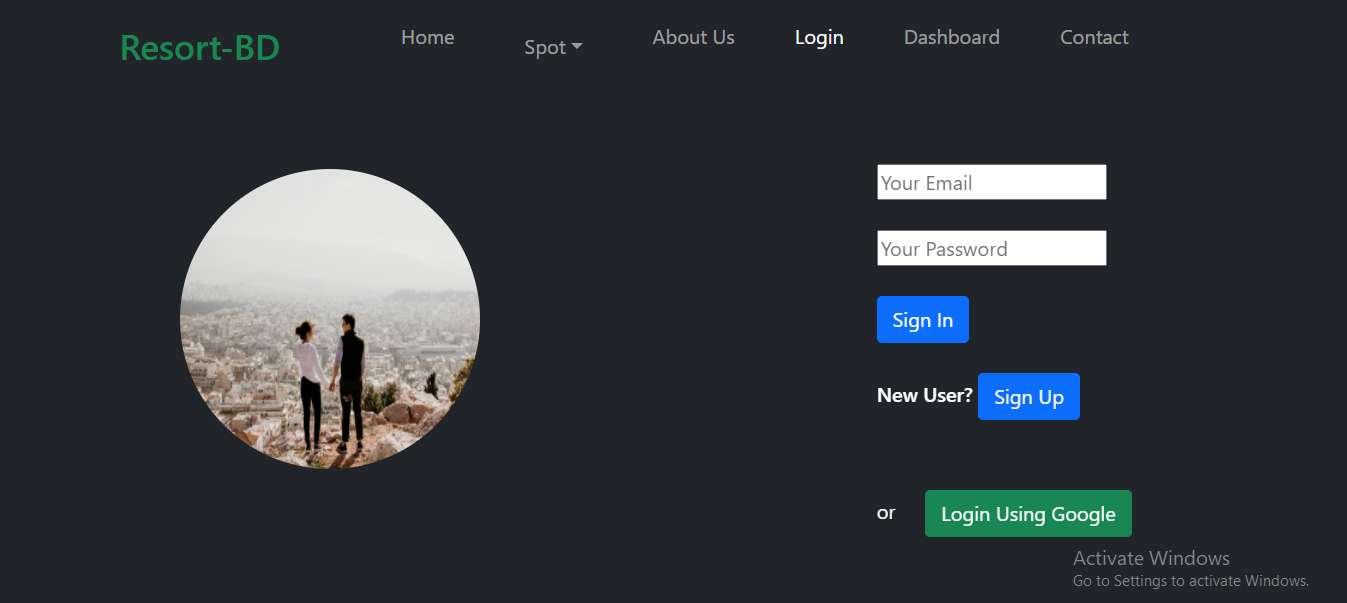 Resort-BD
Home
Spot
About Us
Login
Dashboard
Contact
Your Email
Your Password
Sign In
New User? Sign Up
or Login Using Google
Activate Windows
Go to Settings to activate Windows.